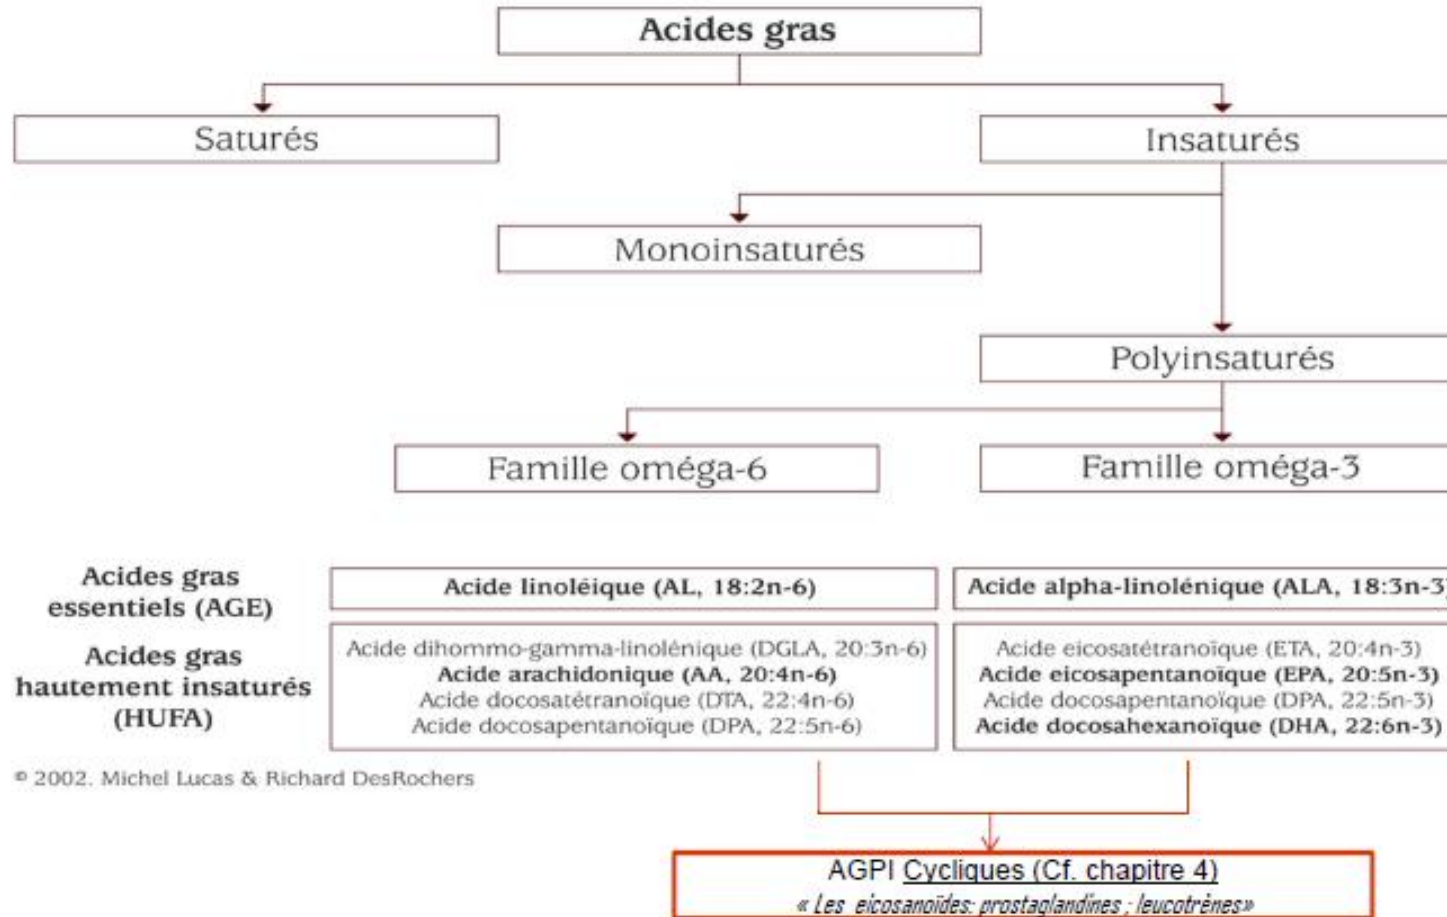 Acides gras
Saturés
Insaturés
Monoinsaturés
Polyinsaturés
Famille oméga-6
Famille oméga-3
Acides gras
essentiels (AGE)
Acide linoléique (AL, 18:2n-6)
Acide alpha-linolénique (ALA, 18:3n-3)
Acides gras
hautement insaturés
(HUFA)
Acide dihommo-gamma-linolénique (DGLA, 20:3n-6)
Acide arachidonique (AA, 20:4n-6)
Acide docosatétranoïque (DTA, 22:4n-6)
Acide docosapentanoïque (DPA, 22:5n-6)
Acide eicosatétranoïque (ETA, 20:4n-3)
Acide eicosapentanoïque (EPA, 20:5n-3)
Acide docosapentanoïque (DPA, 22:5n-3)
Acide docosahexanoïque (DHA, 22:6n-3)
© 2002. Michel Lucas & Richard DesRochers
AGPI Cycliques (Cf. chapitre 4)
« Les eicosanoïdes: prostaglandines ; leucotrènes»